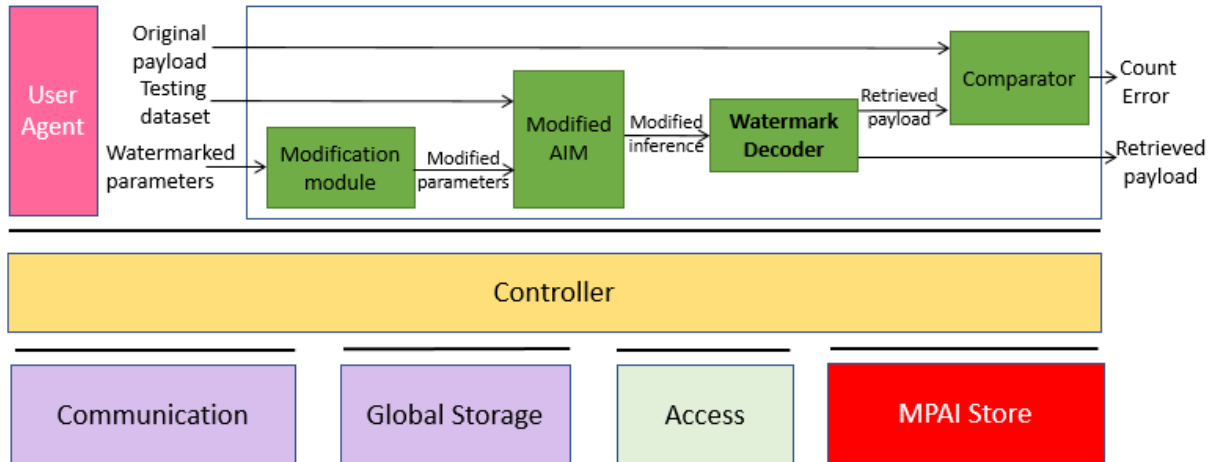 User
Agent
Original
payload
Testing
dataset
Watermarked
parameters
Modification
module
Modified
parameters
Modified
AIM
Modified
inference
Watermark
Decoder
Retrieved
payload
Comparator
Count
Error
Retrieved
payload
Controller
Communication
Global Storage
Access
MPAI Store